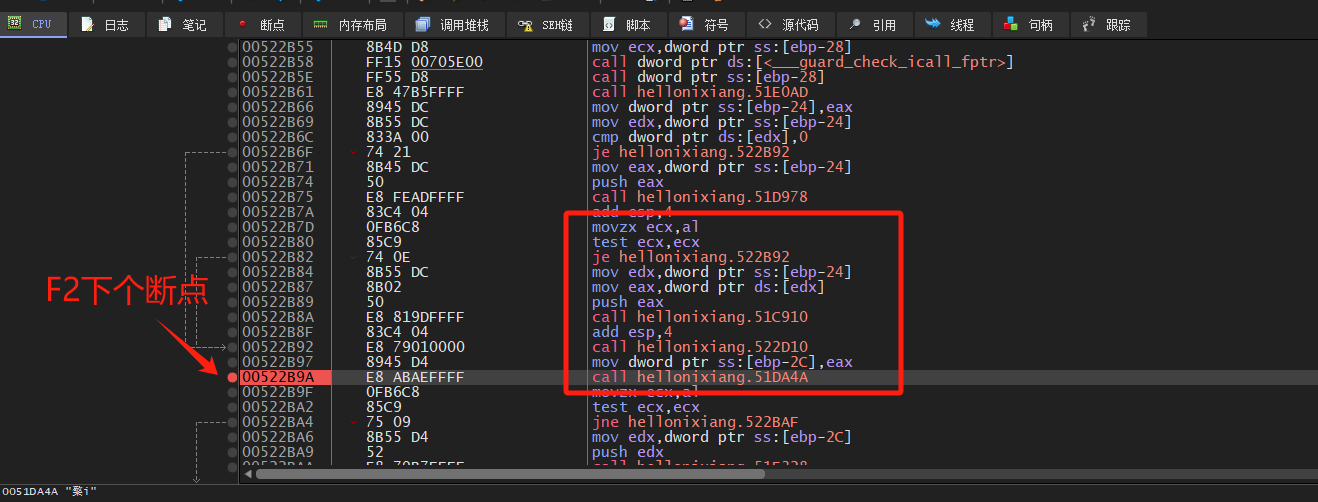 CPU 日志 笔记 断点 内存布局 调用堆栈 SEH链 脚本 符号 源代码 引用 线程 句柄 跟踪
00522B55 8B4D D8 mov ecx,dword ptr ss:[ebp-28]
00522B58 FF15 00705E00 call dword ptr ds:[<___guard_check_icall_fptr>]
00522B5E FF55 D8 call dword ptr ss:[ebp-28]
00522B61 E8 47B5FFFF call hellonixiang.51E0AD
00522B66 8945 DC mov dword ptr ss:[ebp-24],eax
00522B69 8B55 DC mov edx,dword ptr ss:[ebp-24]
00522B6C 833A 00 cmp dword ptr ds:[edx],0
00522B6F 74 21 je hellonixiang.522B92
00522B71 8B45 DC mov eax,dword ptr ss:[ebp-24]
00522B74 50 push eax
00522B75 E8 FEADFFFF call hellonixiang.51D978
00522B7A 83C4 04 add esp,4
00522B7D 0FB6C8 movzx ecx,al
00522B80 85C9 test ecx,ecx
00522B82 74 0E je hellonixiang.522B92
00522B84 8B55 DC mov edx,dword ptr ss:[ebp-24]
00522B87 8B02 mov eax,dword ptr ds:[edx]
00522B89 50 push eax
00522B8A E8 819DFFFF call hellonixiang.51C910
00522B8F 83C4 04 add esp,4
00522B92 E8 79010000 call hellonixiang.522D10
00522B97 8945 D4 mov dword ptr ss:[ebp-2C],eax
00522B9A E8 ABAEFFFF call hellonixiang.51DA4A
00522B9F 0FB6C8 movzx ecx,al
00522BA2 85C9 test ecx,ecx
00522BA4 75 09 jne hellonixiang.522BAF
00522BA6 8B55 D4 mov edx,dword ptr ss:[ebp-2C]
00522BA9 52 push edx
F2下个断点
0051DA4A